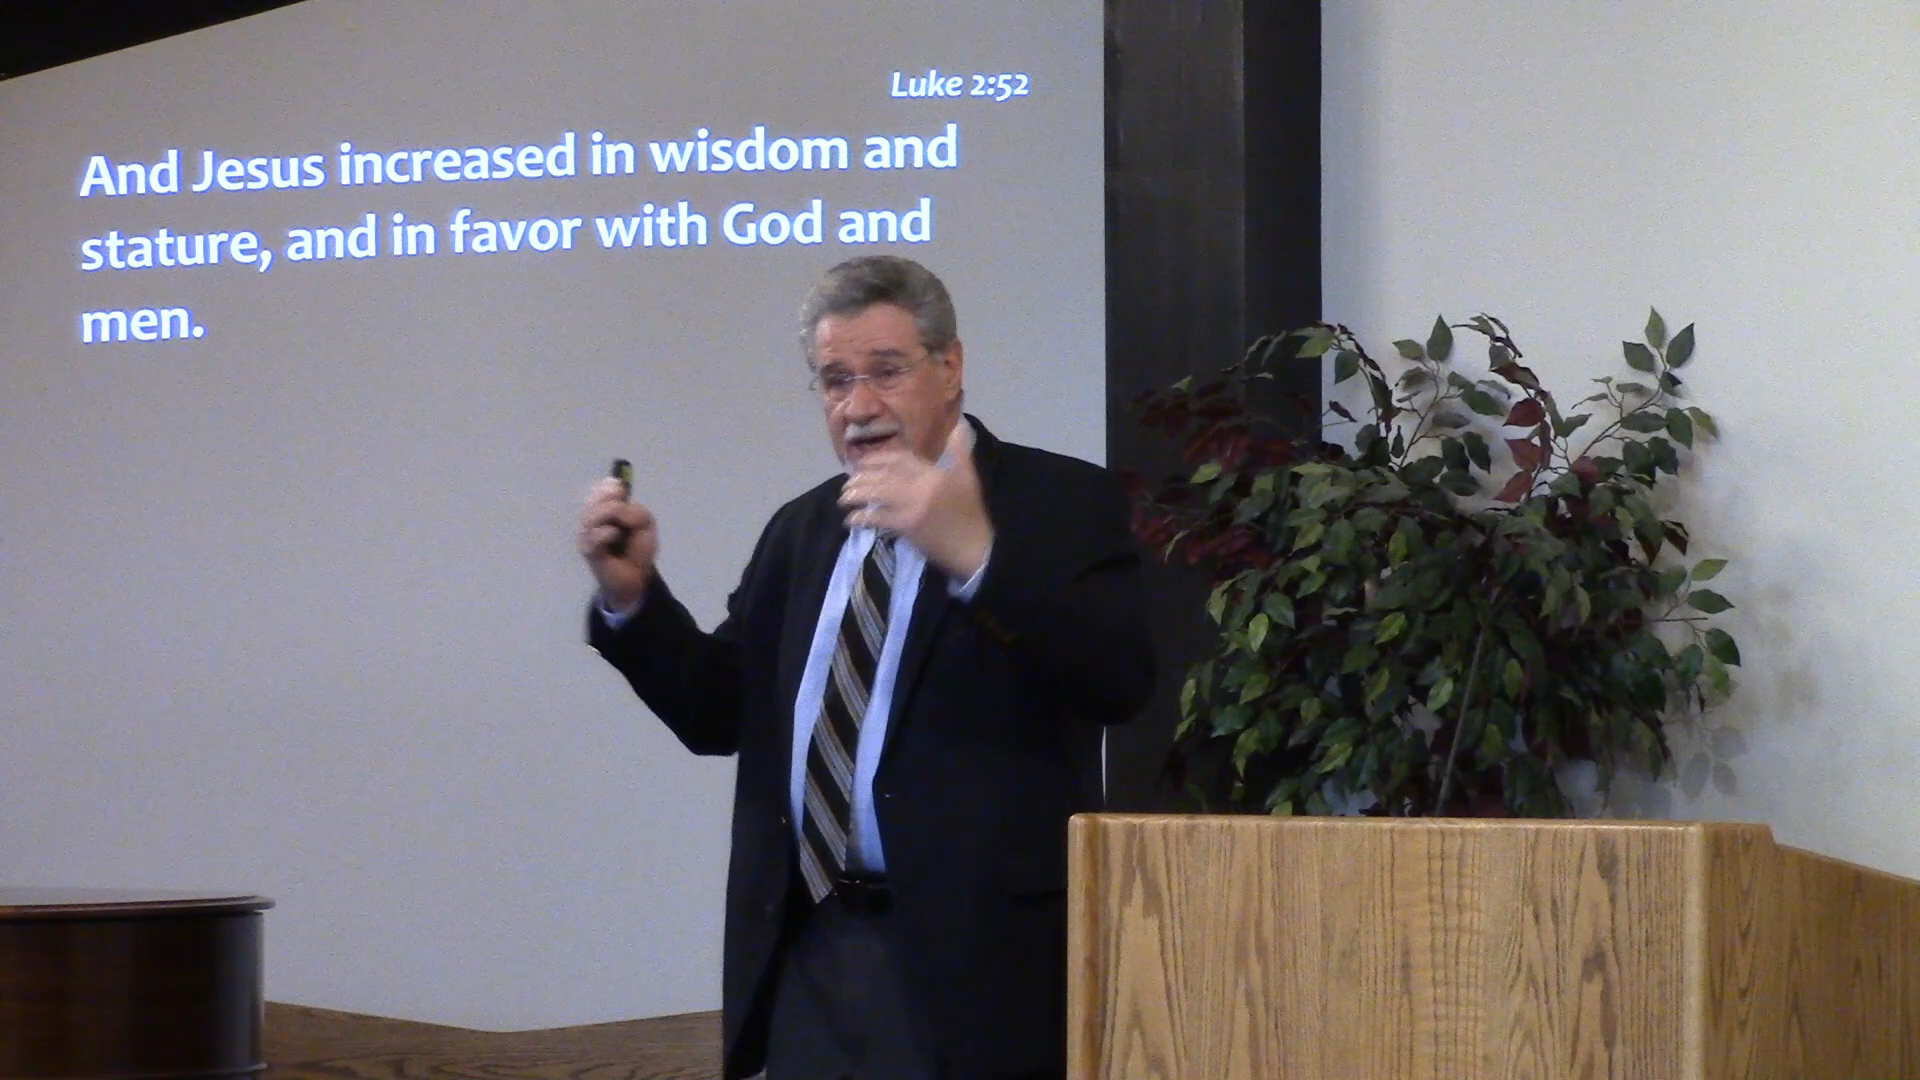 Luke 2:52
And Jesus increased in wisdom and
stature, and in favor with God and
men.